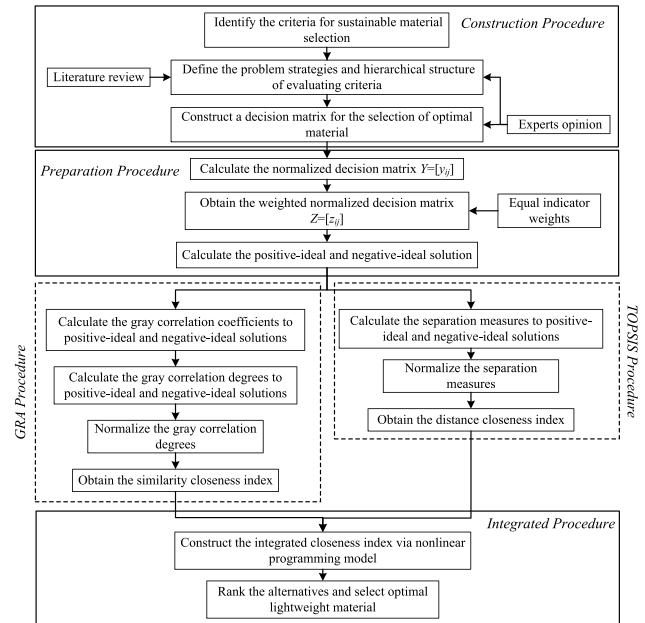 Identify the criteria for sustainable material
selection
Construction Procedure
Literature review
Define the problem strategies and hierarchical structure
of evaluating criteria
Construct a decision matrix for the selection of optimal
material
Experts opinion
Preparation Procedure
Calculate the normalized decision matrix Y=[yij]
Obtain the weighted normalized decision matrix
Z=[zij]
Equal indicator
weights
Calculate the positive-ideal and negative-ideal solution
GRA Procedure
Calculate the gray correlation coefficients to
positive-ideal and negative-ideal solutions
Calculate the gray correlation degrees to
positive-ideal and negative-ideal solutions
Normalize the gray correlation
degrees
Obtain the similarity closeness index
Calculate the separation measures to positive-
ideal and negative-ideal solutions
Normalize the separation
measures
Obtain the distance closeness index
TOPSIS Procedure
Integrated Procedure
Construct the integrated closeness index via nonlinear
programming model
Rank the alternatives and select optimal
lightweight material